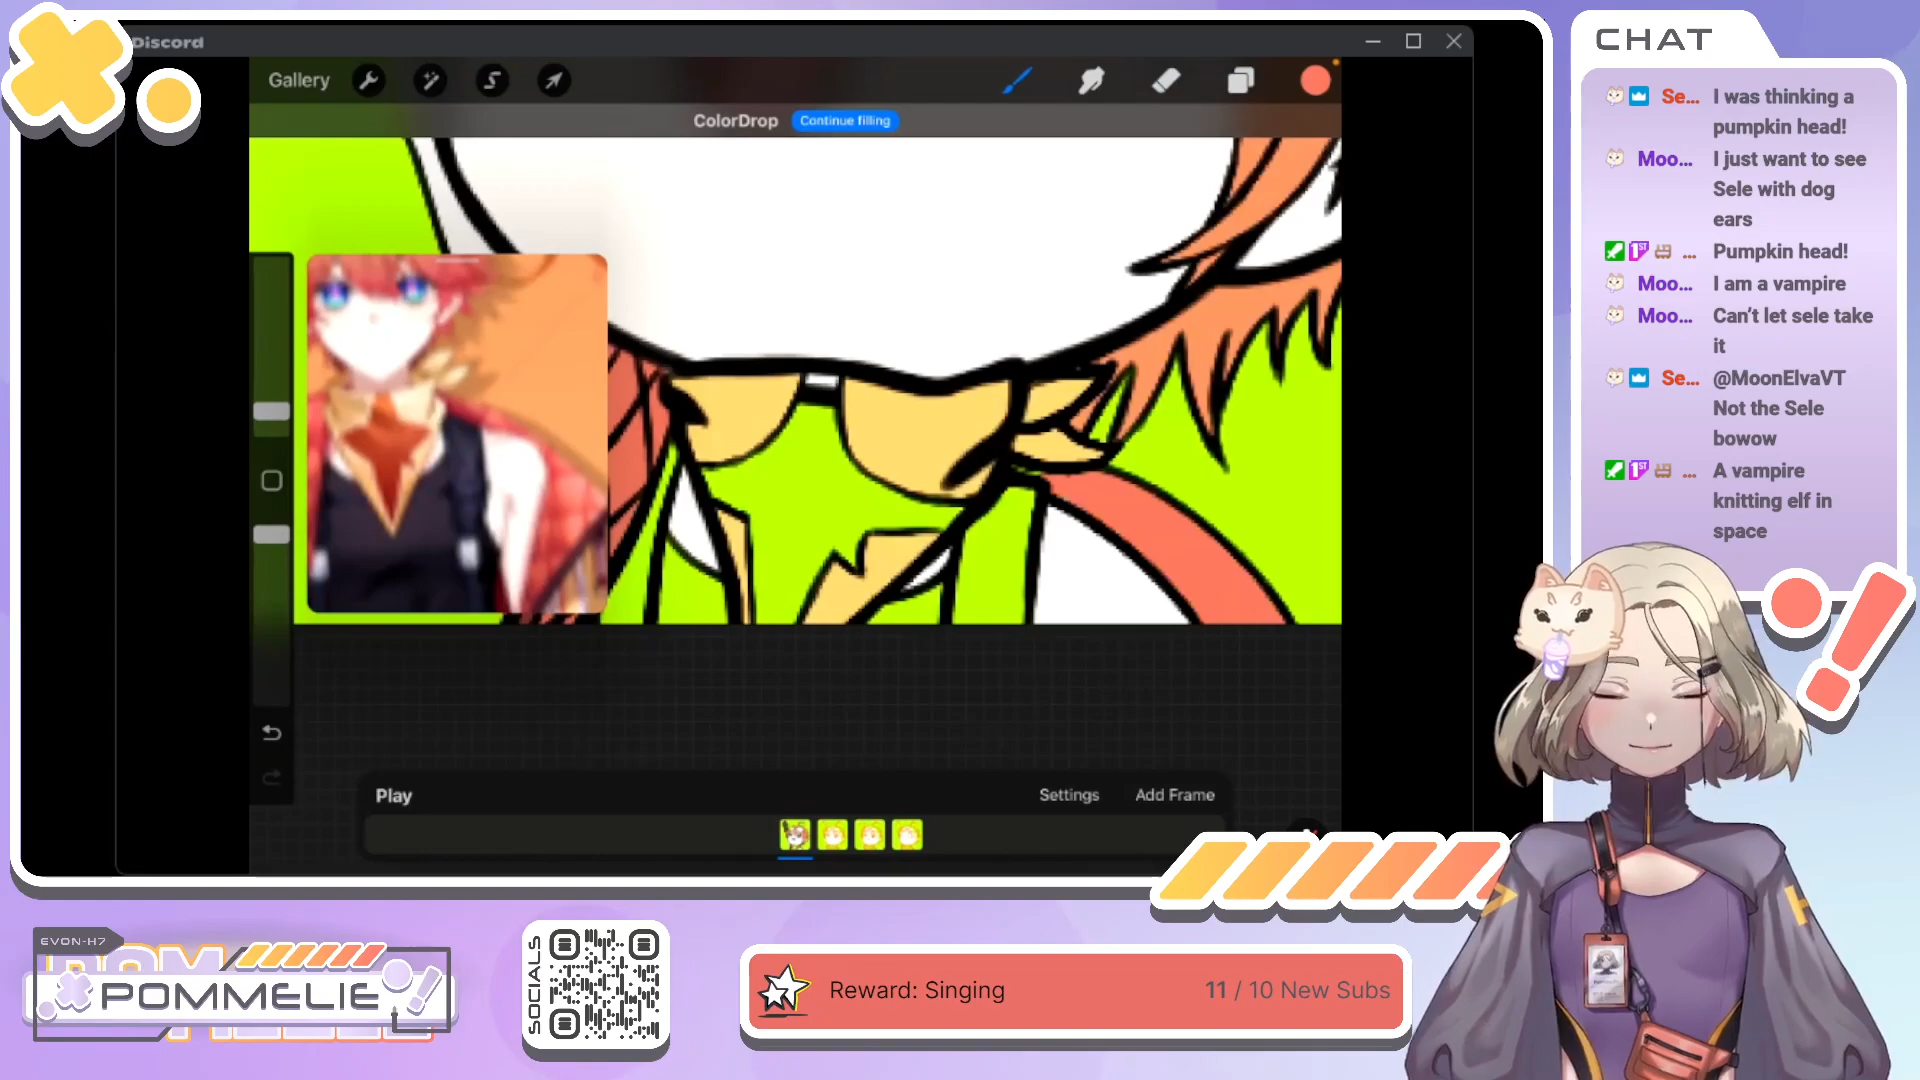 Discord
Gallery
ColorDrop
Continue filling
Play
Settings
Add Frame
CHAT
Se... I was thinking a
pumpkin head!
Moo... I just want to see
Sele with dog
ears
1ST ... Pumpkin head!
Moo... I am a vampire
Moo... Can't let sele take
it
Se... @MoonElvaVT
Not the Sele
bowow
1ST ... A vampire
knitting elf in
space
EVON-H7
POMMELIE
SOCIALS
Reward: Singing
11 / 10 New Subs